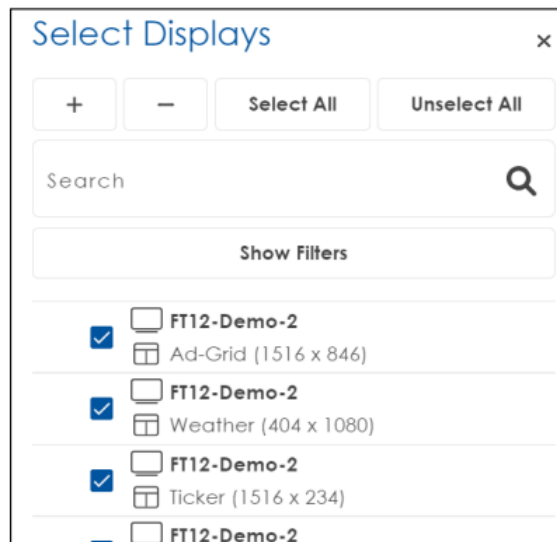 Select Displays ×
+ − Select All Unselect All
Search
Show Filters
FT12-Demo-2
Ad-Grid (1516 x 846)
FT12-Demo-2
Weather (404 x 1080)
FT12-Demo-2
Ticker (1516 x 234)
FT12-Demo-2